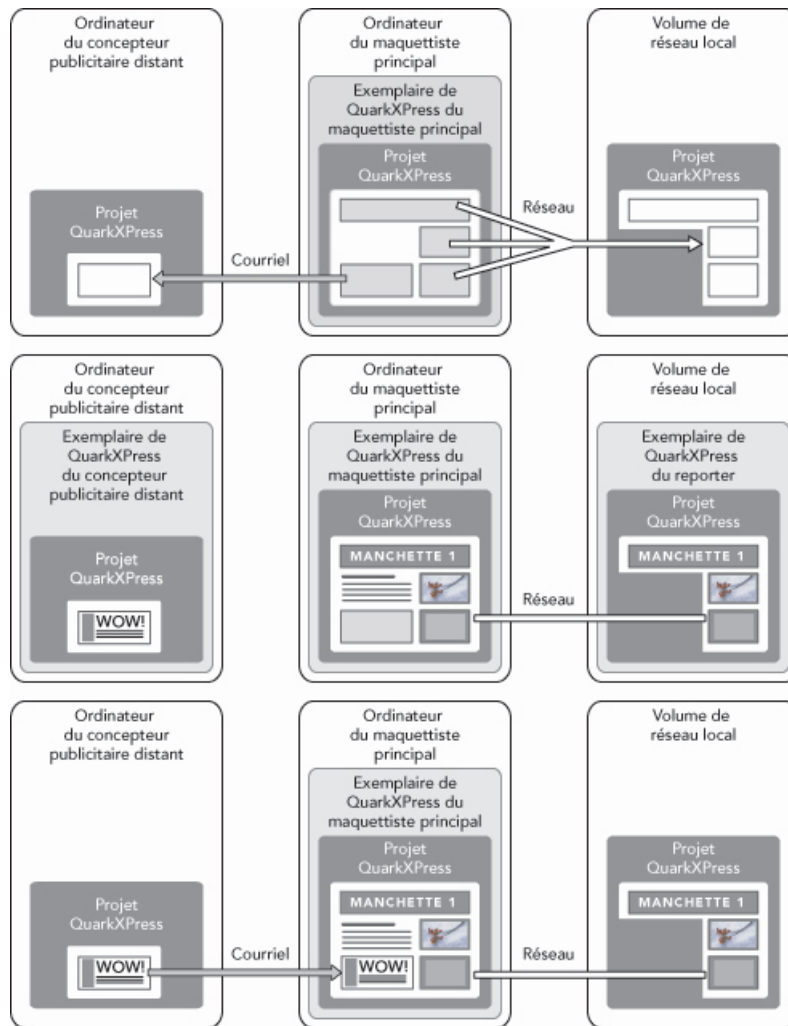 Ordinateur
du concepteur
publicitaire distant
Projet
QuarkXPress
Courriel
Ordinateur
du maquettiste
principal
Exemplaire de
QuarkXPress du
maquettiste principal
Projet
QuarkXPress
Réseau
Volume de
réseau local
Projet
QuarkXPress
Ordinateur
du concepteur
publicitaire distant
Exemplaire de
QuarkXPress
du concepteur
publicitaire distant
Projet
QuarkXPress
WOW!
Ordinateur
du maquettiste
principal
Exemplaire de
QuarkXPress du
maquettiste principal
Projet
QuarkXPress
MANCHETTE 1
Réseau
Volume de
réseau local
Exemplaire de
QuarkXPress
du reporter
Projet
QuarkXPress
MANCHETTE 1
Ordinateur
du concepteur
publicitaire distant
Projet
QuarkXPress
WOW!
Courriel
Ordinateur
du maquettiste
principal
Exemplaire de
QuarkXPress du
maquettiste principal
Projet
QuarkXPress
MANCHETTE 1
WOW!
Réseau
Volume de
réseau local
Projet
QuarkXPress
MANCHETTE 1